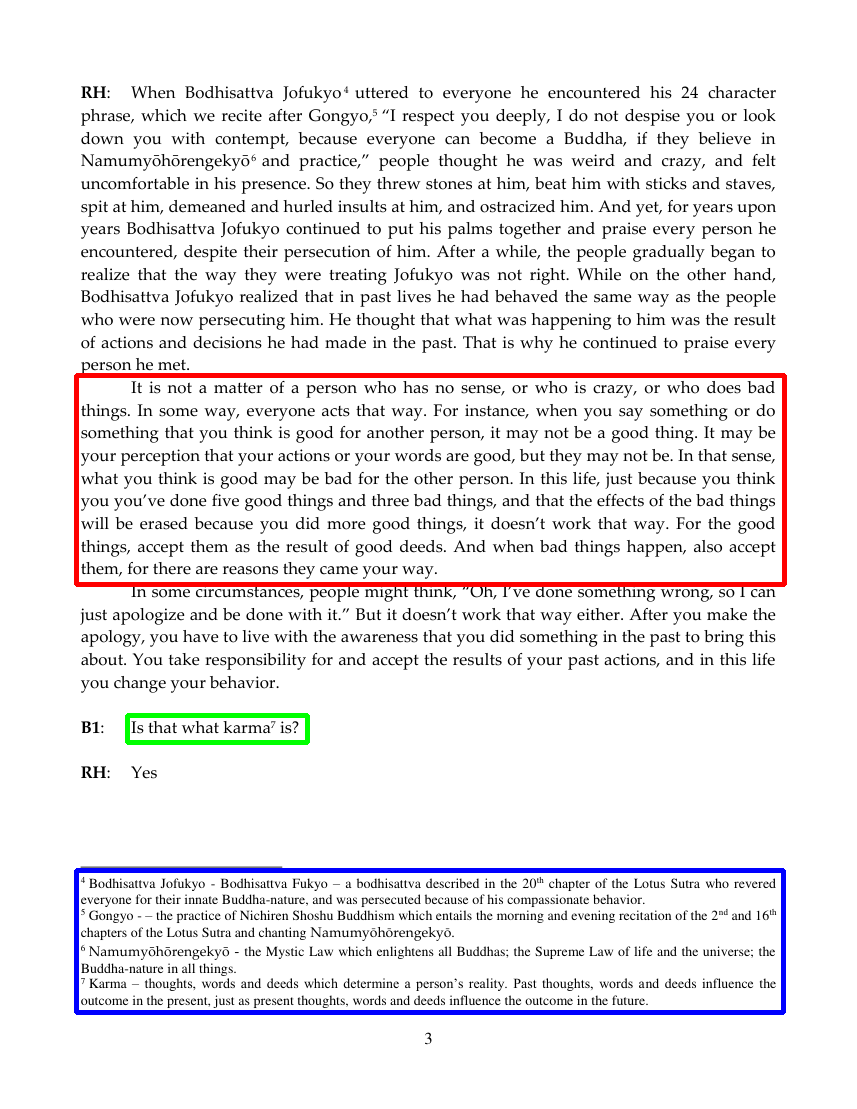 RH: When Bodhisattva Jofukyo⁴ uttered to everyone he encountered his 24 character
phrase, which we recite after Gongyo,⁵ “I respect you deeply, I do not despise you or look
down you with contempt, because everyone can become a Buddha, if they believe in
Namumyōhōrengekyō⁶ and practice,” people thought he was weird and crazy, and felt
uncomfortable in his presence. So they threw stones at him, beat him with sticks and staves,
spit at him, demeaned and hurled insults at him, and ostracized him. And yet, for years upon
years Bodhisattva Jofukyo continued to put his palms together and praise every person he
encountered, despite their persecution of him. After a while, the people gradually began to
realize that the way they were treating Jofukyo was not right. While on the other hand,
Bodhisattva Jofukyo realized that in past lives he had behaved the same way as the people
who were now persecuting him. He thought that what was happening to him was the result
of actions and decisions he had made in the past. That is why he continued to praise every
person he met.
It is not a matter of a person who has no sense, or who is crazy, or who does bad
things. In some way, everyone acts that way. For instance, when you say something or do
something that you think is good for another person, it may not be a good thing. It may be
your perception that your actions or your words are good, but they may not be. In that sense,
what you think is good may be bad for the other person. In this life, just because you think
you you’ve done five good things and three bad things, and that the effects of the bad things
will be erased because you did more good things, it doesn’t work that way. For the good
things, accept them as the result of good deeds. And when bad things happen, also accept
them, for there are reasons they came your way.
In some circumstances, people might think, “Oh, I’ve done something wrong, so I can
just apologize and be done with it.” But it doesn’t work that way either. After you make the
apology, you have to live with the awareness that you did something in the past to bring this
about. You take responsibility for and accept the results of your past actions, and in this life
you change your behavior.
B1: Is that what karma⁷ is?
RH: Yes
⁴ Bodhisattva Jofukyo - Bodhisattva Fukyo – a bodhisattva described in the 20th chapter of the Lotus Sutra who revered
everyone for their innate Buddha-nature, and was persecuted because of his compassionate behavior.
⁵ Gongyo - – the practice of Nichiren Shoshu Buddhism which entails the morning and evening recitation of the 2nd and 16th
chapters of the Lotus Sutra and chanting Namumyōhōrengekyō.
⁶ Namumyōhōrengekyō - the Mystic Law which enlightens all Buddhas; the Supreme Law of life and the universe; the
Buddha-nature in all things.
⁷ Karma – thoughts, words and deeds which determine a person’s reality. Past thoughts, words and deeds influence the
outcome in the present, just as present thoughts, words and deeds influence the outcome in the future.
3